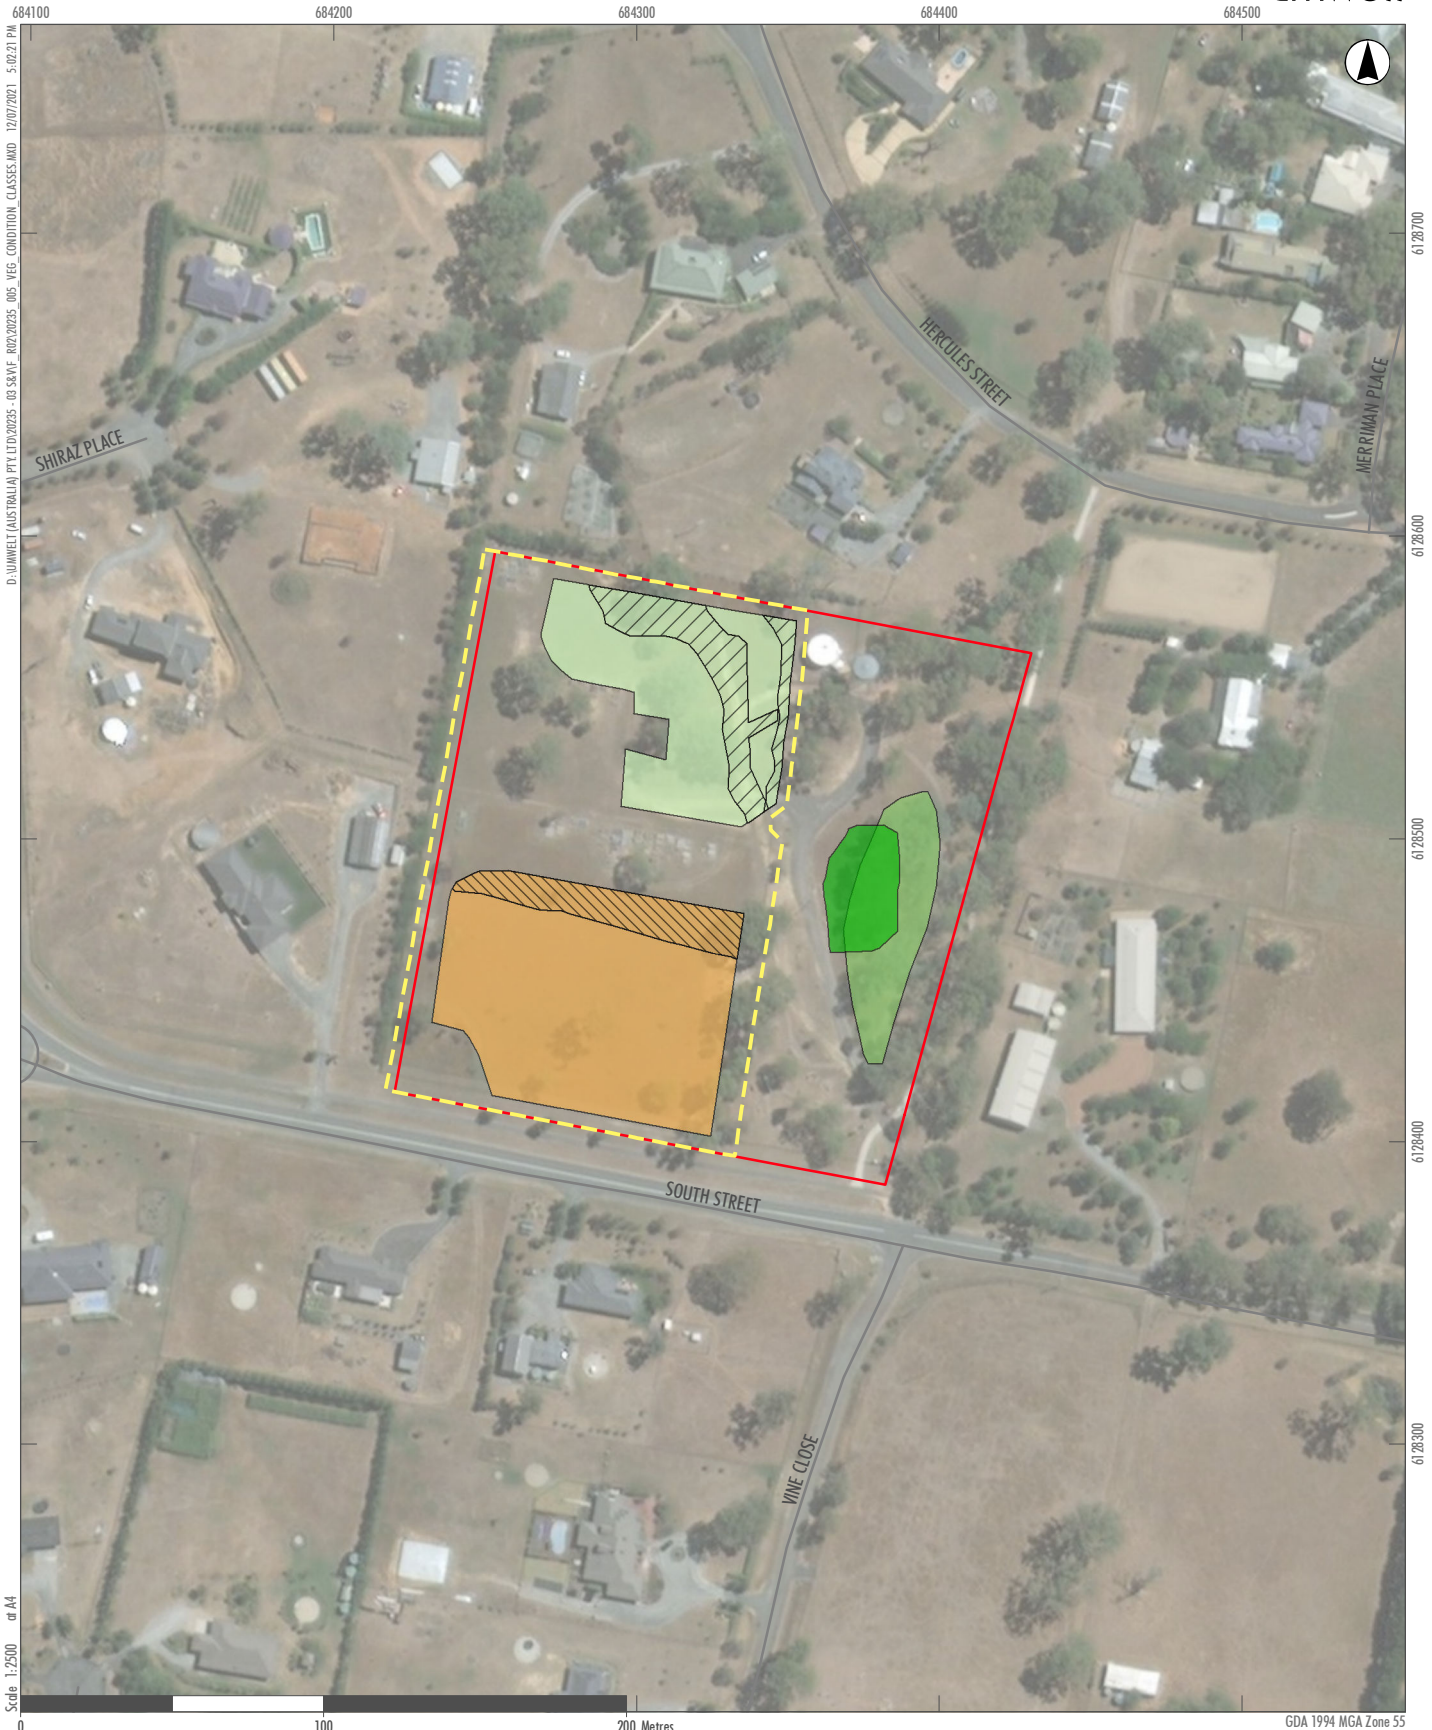 684100
684200
684300
684400
684500
D:\UMWELT (AUSTRALIA) PTY. LTD\20235 - 03 S&V\F_R02\20235_005_VEG_CONDITION_CLASSES.MXD 12/07/2021 5:02:21 PM
6128700
HERCULES STREET
MERRIMAN PLACE
SHIRAZ PLACE
6128600
6128500
6128400
SOUTH STREET
VINE CLOSE
6128300
Scale 1:2500 at A4
0
100
200 Metres
GDA 1994 MGA Zone 55